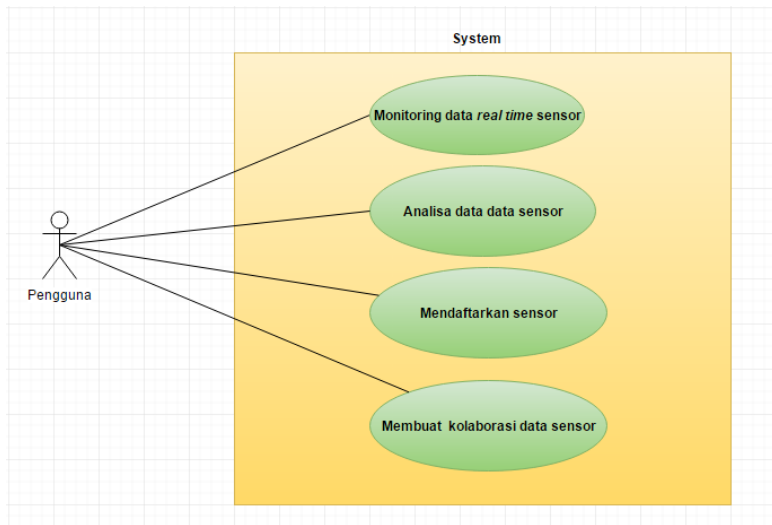 System
Monitoring data real time sensor
Analisa data data sensor
Pengguna
Mendaftarkan sensor
Membuat kolaborasi data sensor